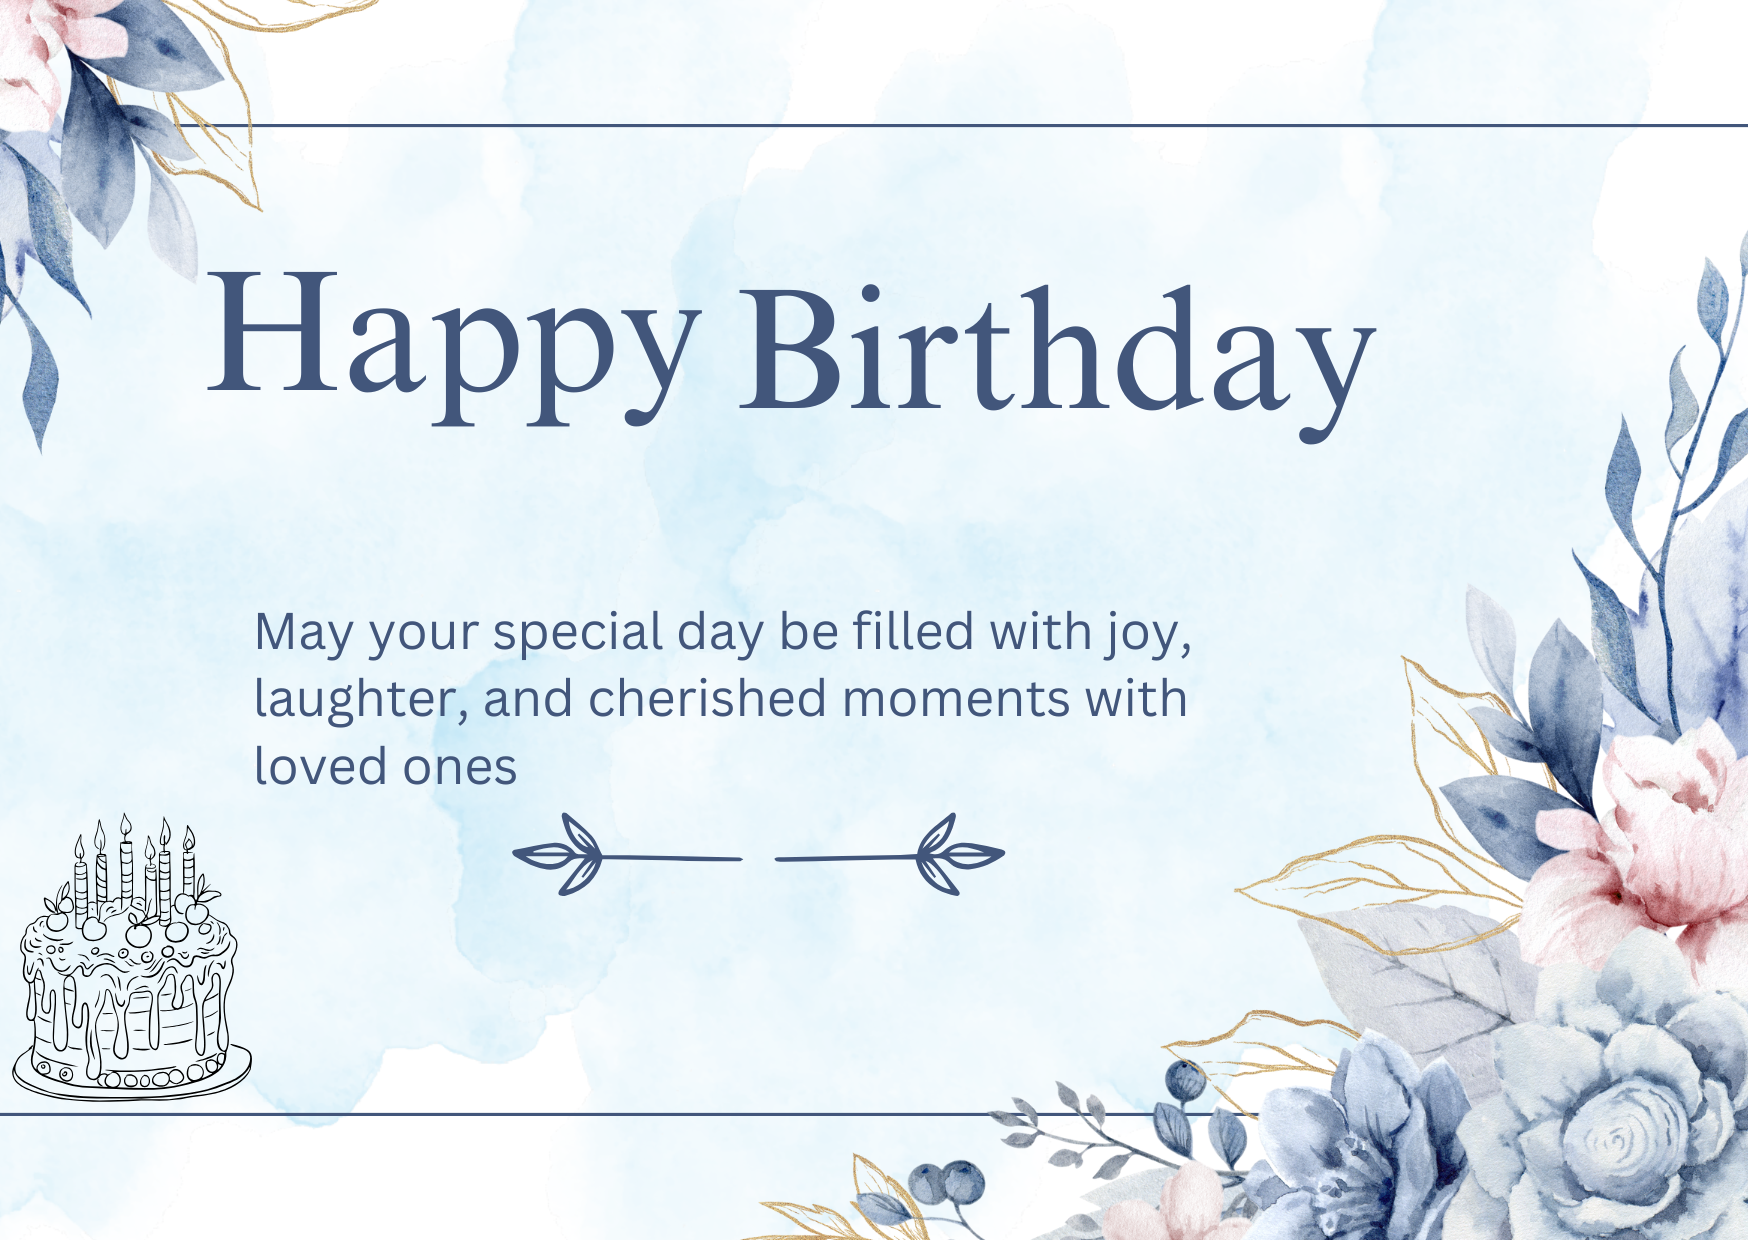 Happy Birthday
May your special day be filled with joy,
laughter, and cherished moments with
loved ones